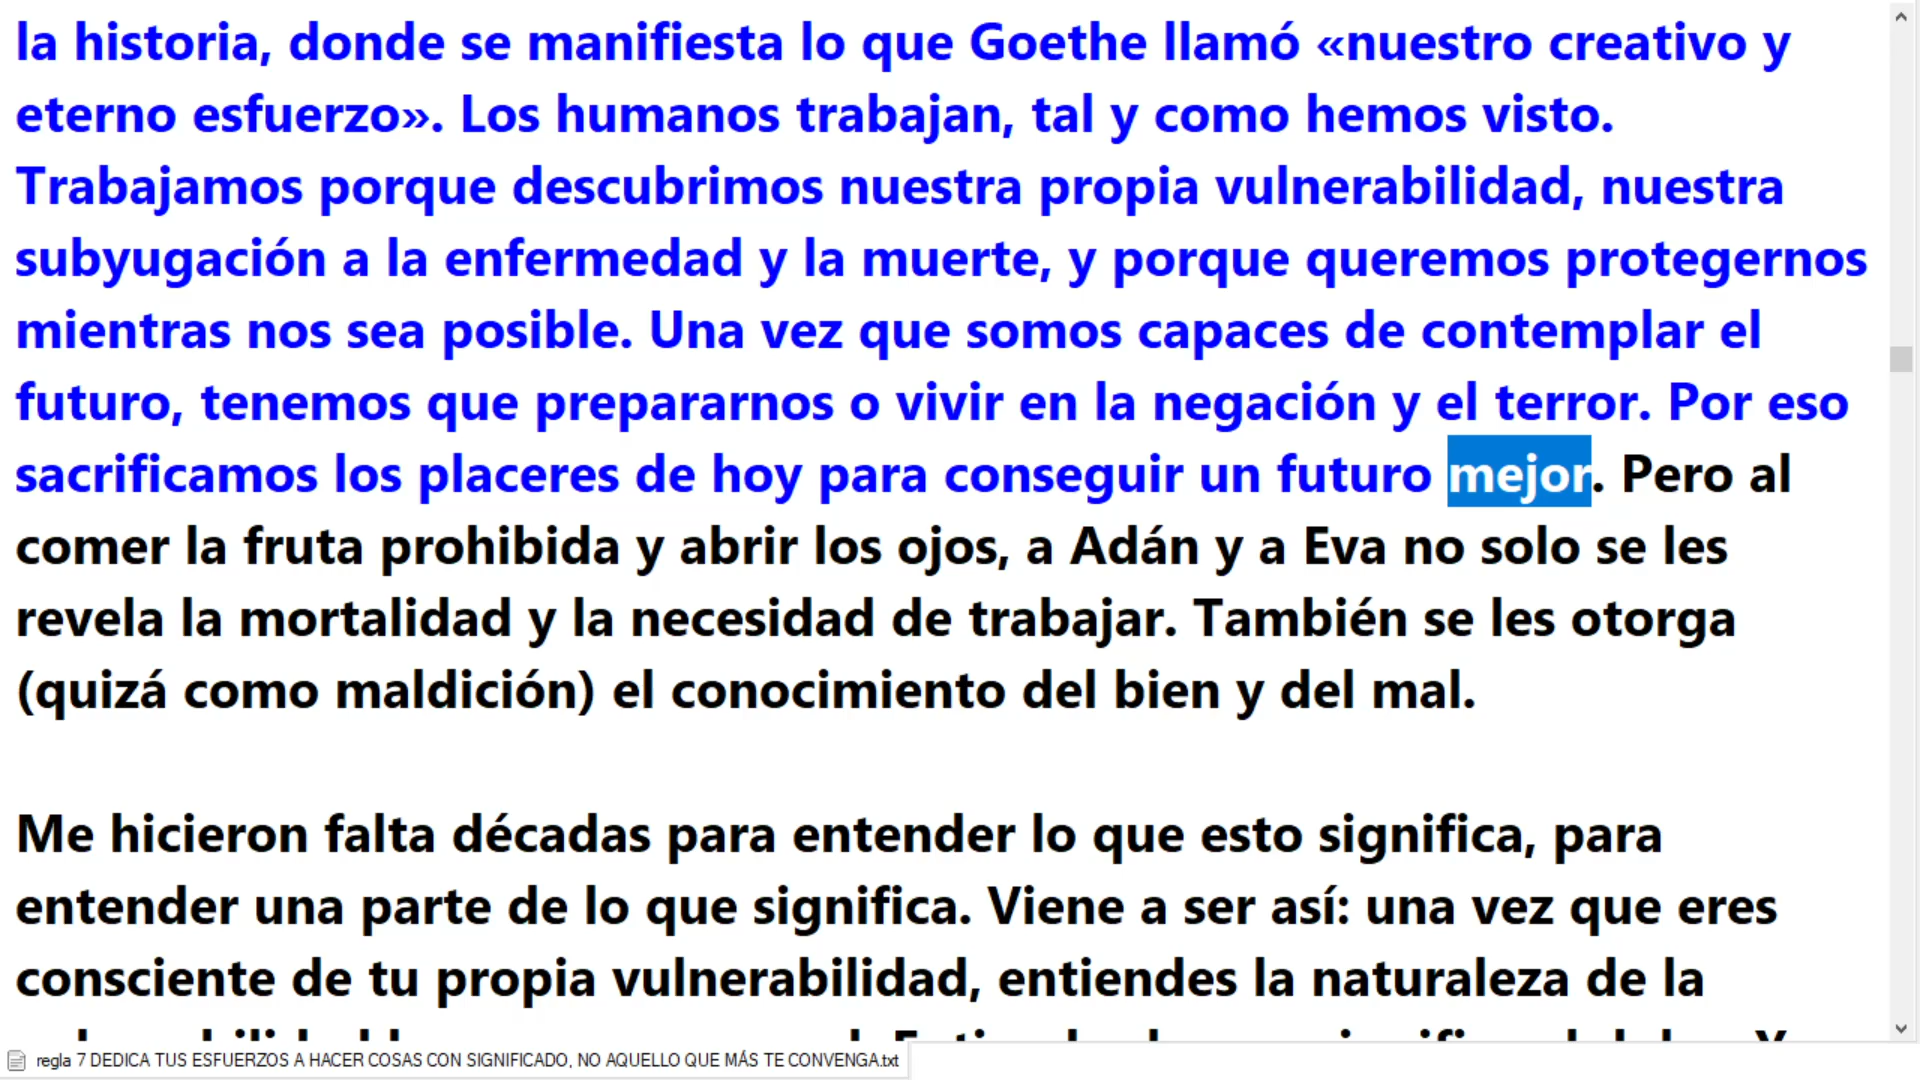 la historia, donde se manifiesta lo que Goethe llamó «nuestro creativo y
eterno esfuerzo». Los humanos trabajan, tal y como hemos visto.
Trabajamos porque descubrimos nuestra propia vulnerabilidad, nuestra
subyugación a la enfermedad y la muerte, y porque queremos protegernos
mientras nos sea posible. Una vez que somos capaces de contemplar el
futuro, tenemos que prepararnos o vivir en la negación y el terror. Por eso
sacrificamos los placeres de hoy para conseguir un futuro mejor. Pero al
comer la fruta prohibida y abrir los ojos, a Adán y a Eva no solo se les
revela la mortalidad y la necesidad de trabajar. También se les otorga
(quizá como maldición) el conocimiento del bien y del mal.
Me hicieron falta décadas para entender lo que esto significa, para
entender una parte de lo que significa. Viene a ser así: una vez que eres
consciente de tu propia vulnerabilidad, entiendes la naturaleza de la
regla 7 DEDICA TUS ESFUERZOS A HACER COSAS CON SIGNIFICADO, NO AQUELLO QUE MÁS TE CONVENGA.txt